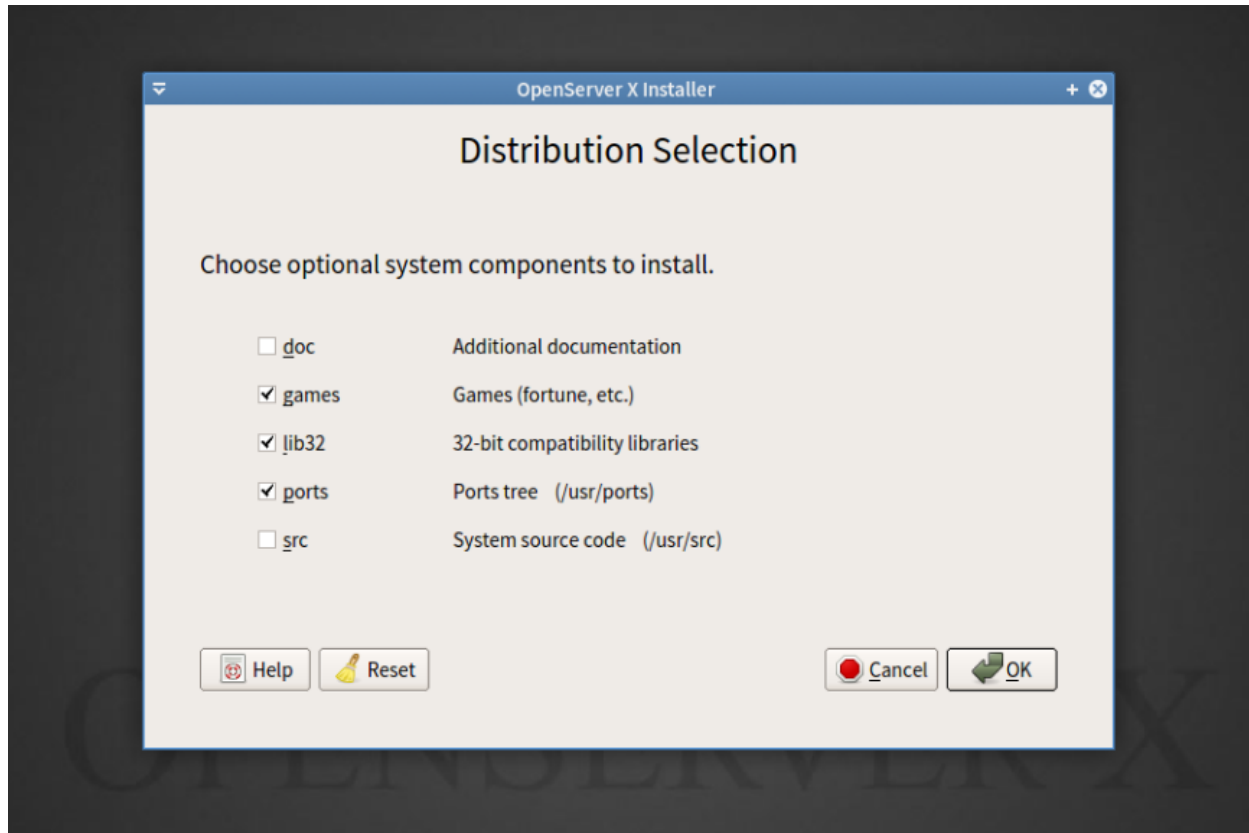 OpenServer X Installer
Distribution Selection
Choose optional system components to install.
doc Additional documentation
games Games (fortune, etc.)
lib32 32-bit compatibility libraries
ports Ports tree (/usr/ports)
src System source code (/usr/src)
Help Reset Cancel OK
OPENSERVER X